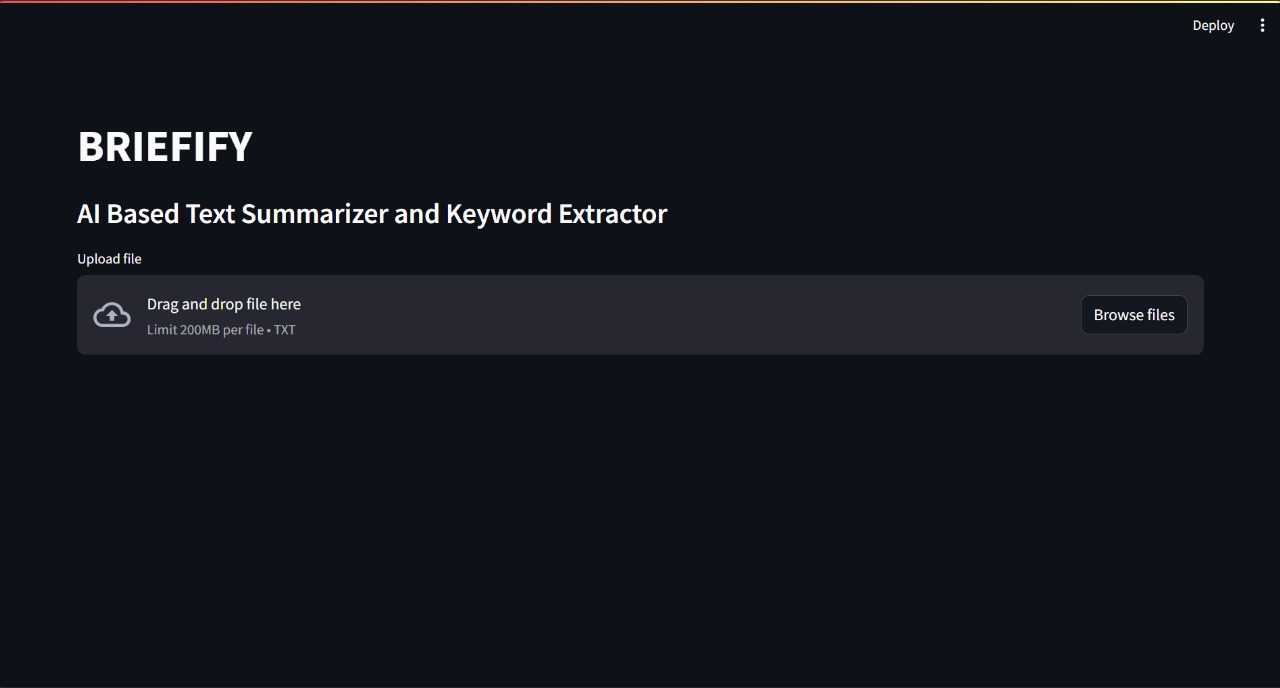 Deploy
BRIEFIFY
AI Based Text Summarizer and Keyword Extractor
Upload file
Drag and drop file here
Limit 200MB per file • TXT
Browse files